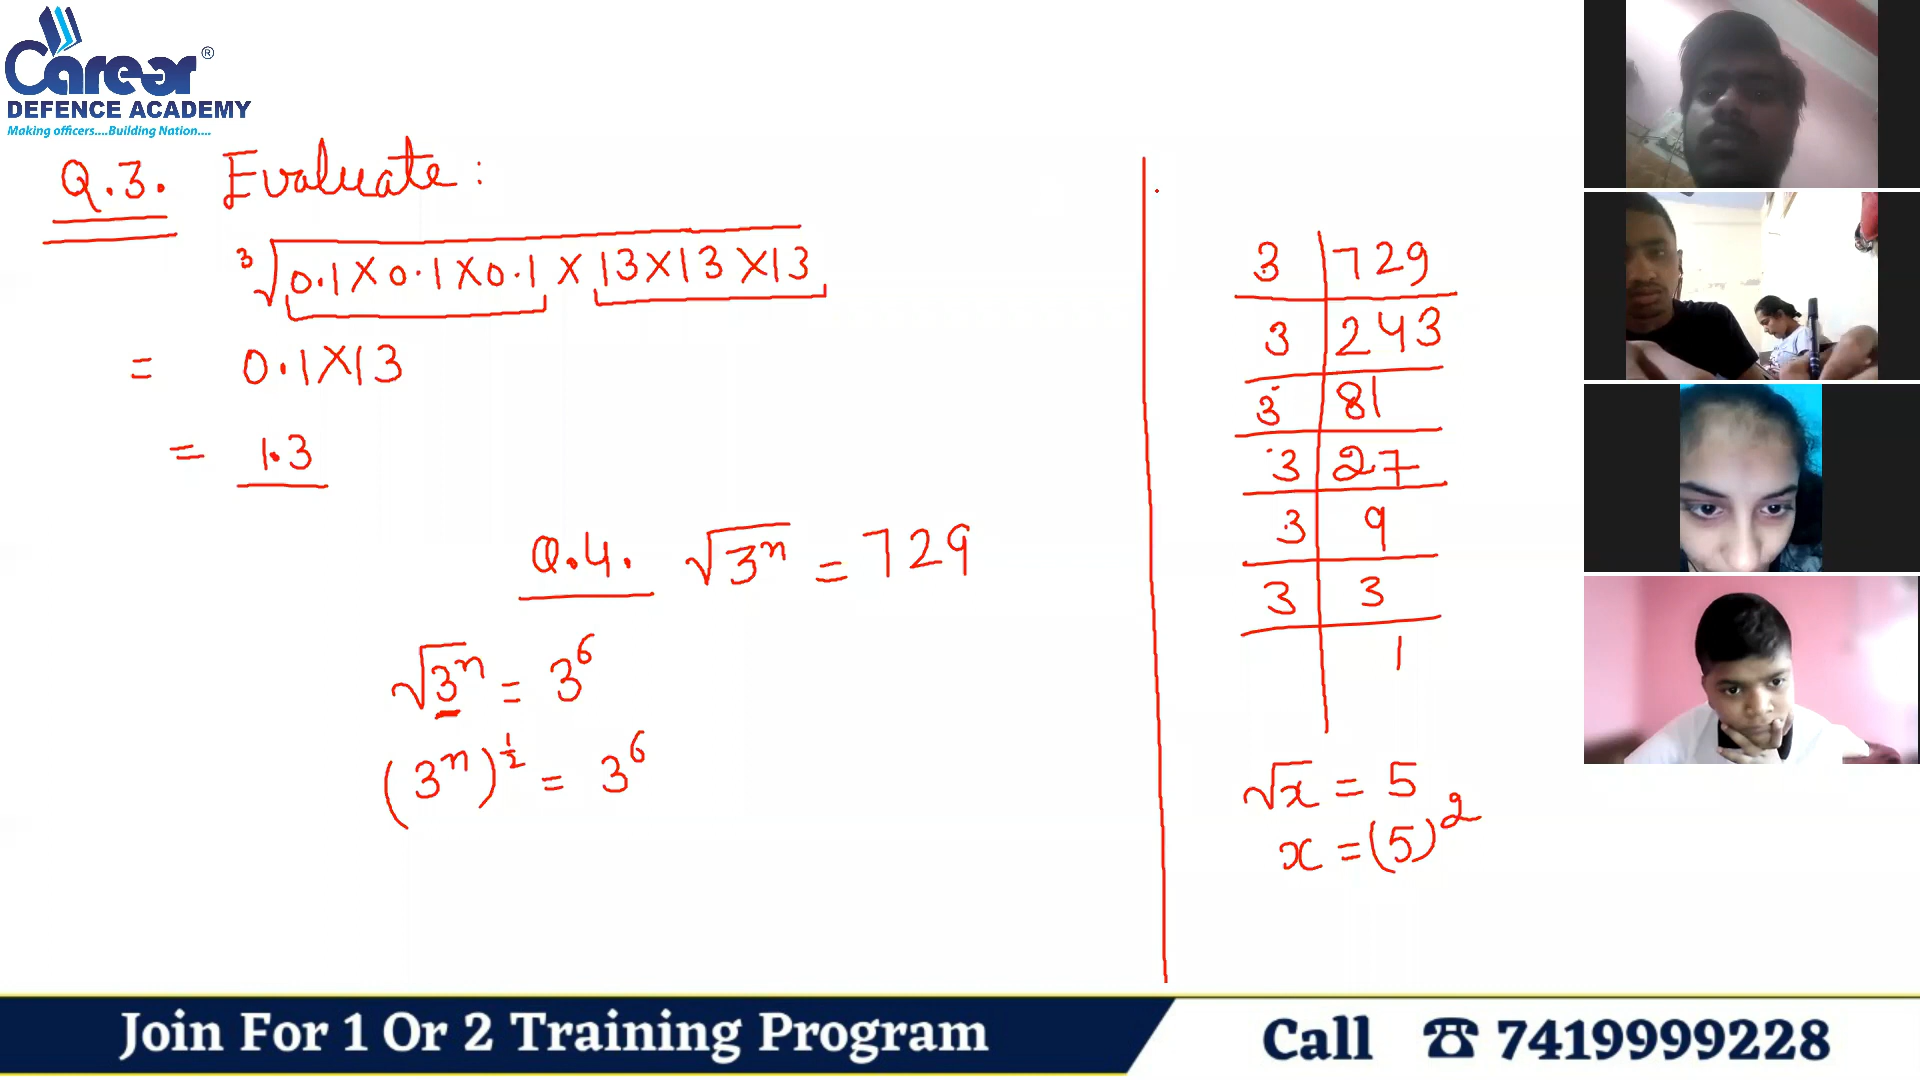 Carear®
DEFENCE ACADEMY
Making officers....Building Nation....
Q.3. Evaluate:
³√0.1×0.1×0.1 × 13×13×13
= 0.1×13
= 1.3
Q.4. √3ⁿ = 729
√3ⁿ = 3⁶
(3ⁿ)^½ = 3⁶
3 | 729
3 | 243
3 | 81
3 | 27
3 | 9
3 | 3
| 1
√x = 5
x = (5)²
Join For 1 Or 2 Training Program
Call ☎ 7419999228